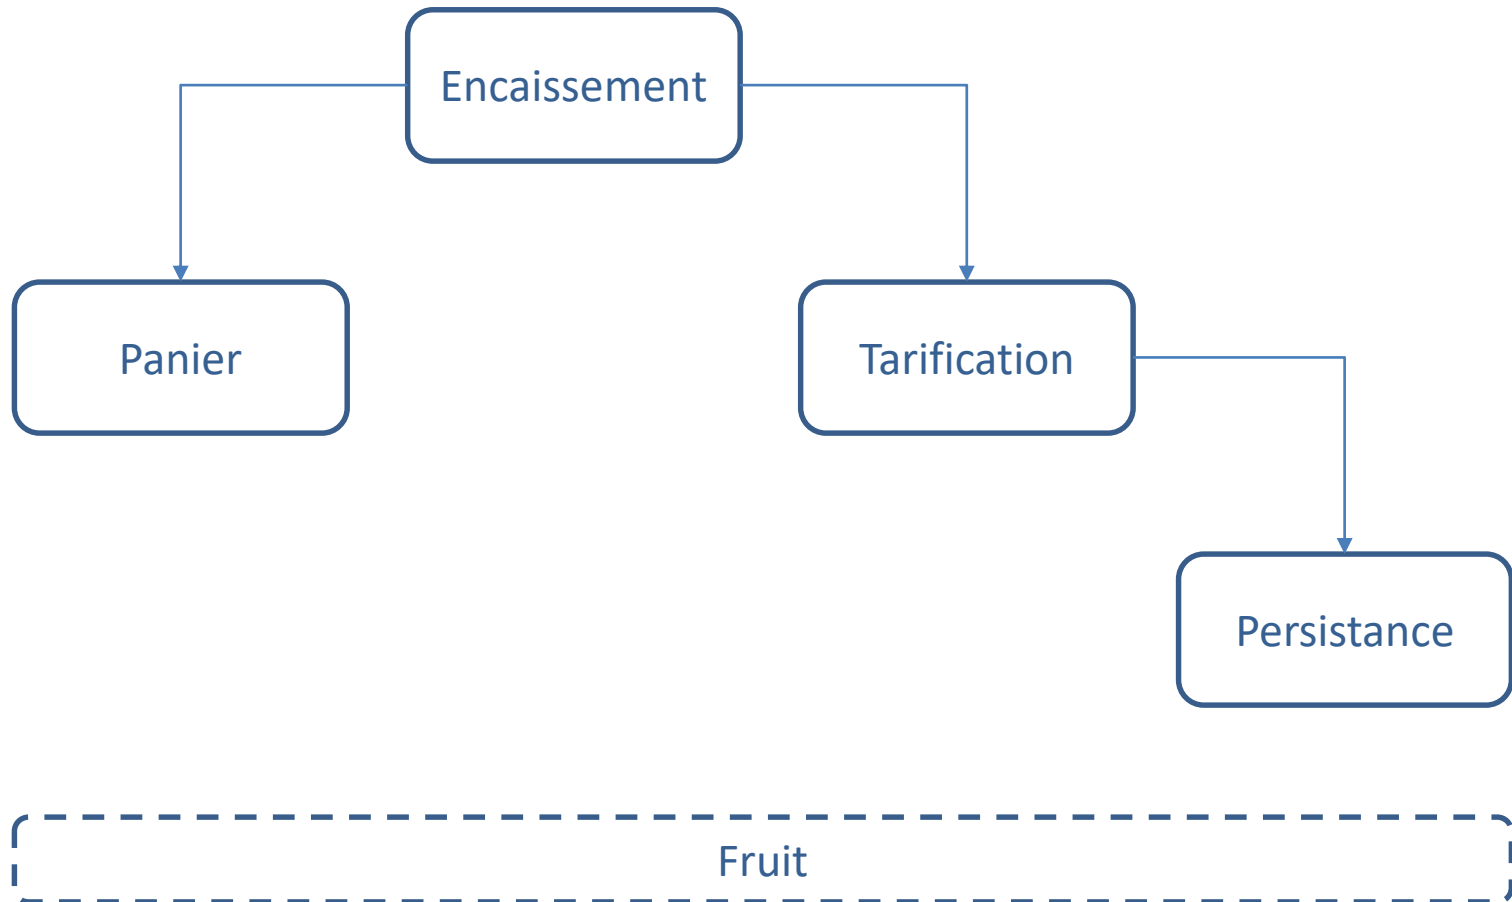 Encaissement
Panier
Tarification
Persistance
Fruit